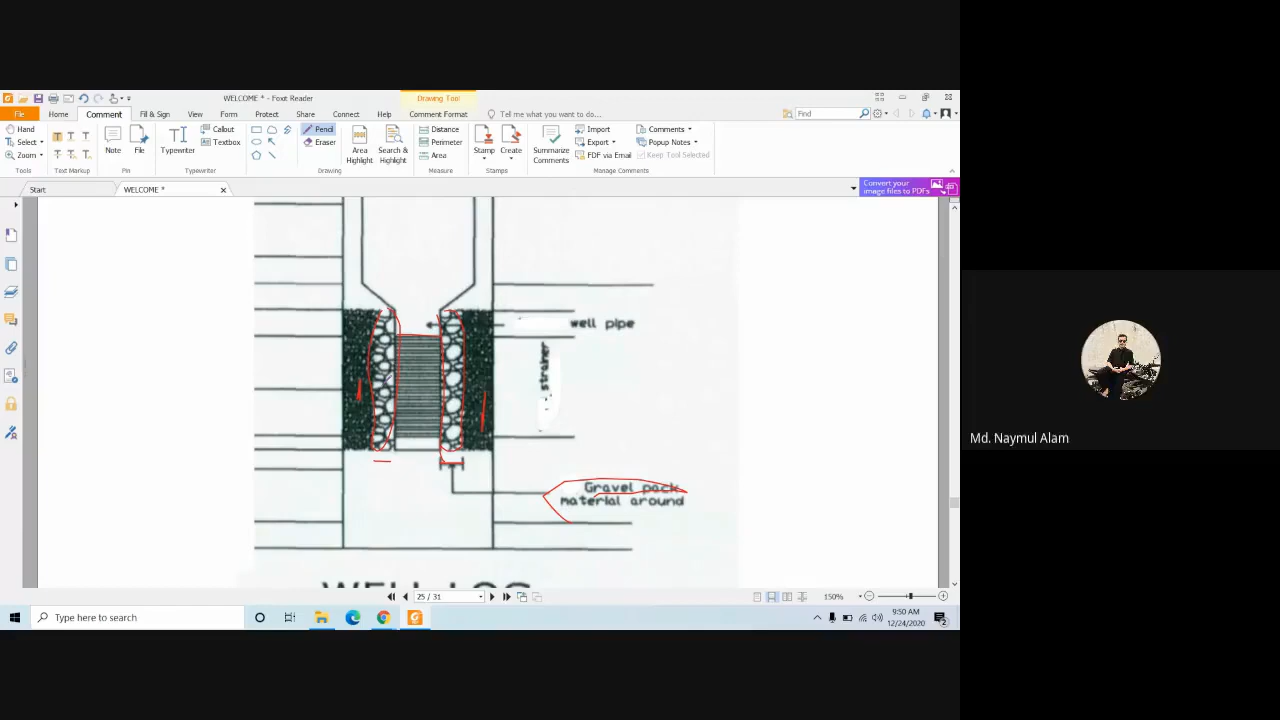 WELCOME * - Foxit Reader
Drawing Tool
File Home Comment Fill & Sign View Form Protect Share Connect Help Comment Format Tell me what you want to do...
Find
Hand
Select
Zoom
Tools
Text Markup
Note
File
Pin
Typewriter
Callout
Textbox
Typewriter
Pencil
Eraser
Drawing
Area Highlight
Search & Highlight
Distance
Perimeter
Area
Measure
Stamp
Create
Stamps
Summarize Comments
Import
Export
FDF via Email
Comments
Popup Notes
Keep Tool Selected
Manage Comments
Start
WELCOME *
Convert your
image files to PDFs
well pipe
strainer
Gravel pack
material around
WELL LOG
25 / 31
150%
Type here to search
9:50 AM
12/24/2020
2
Md. Naymul Alam